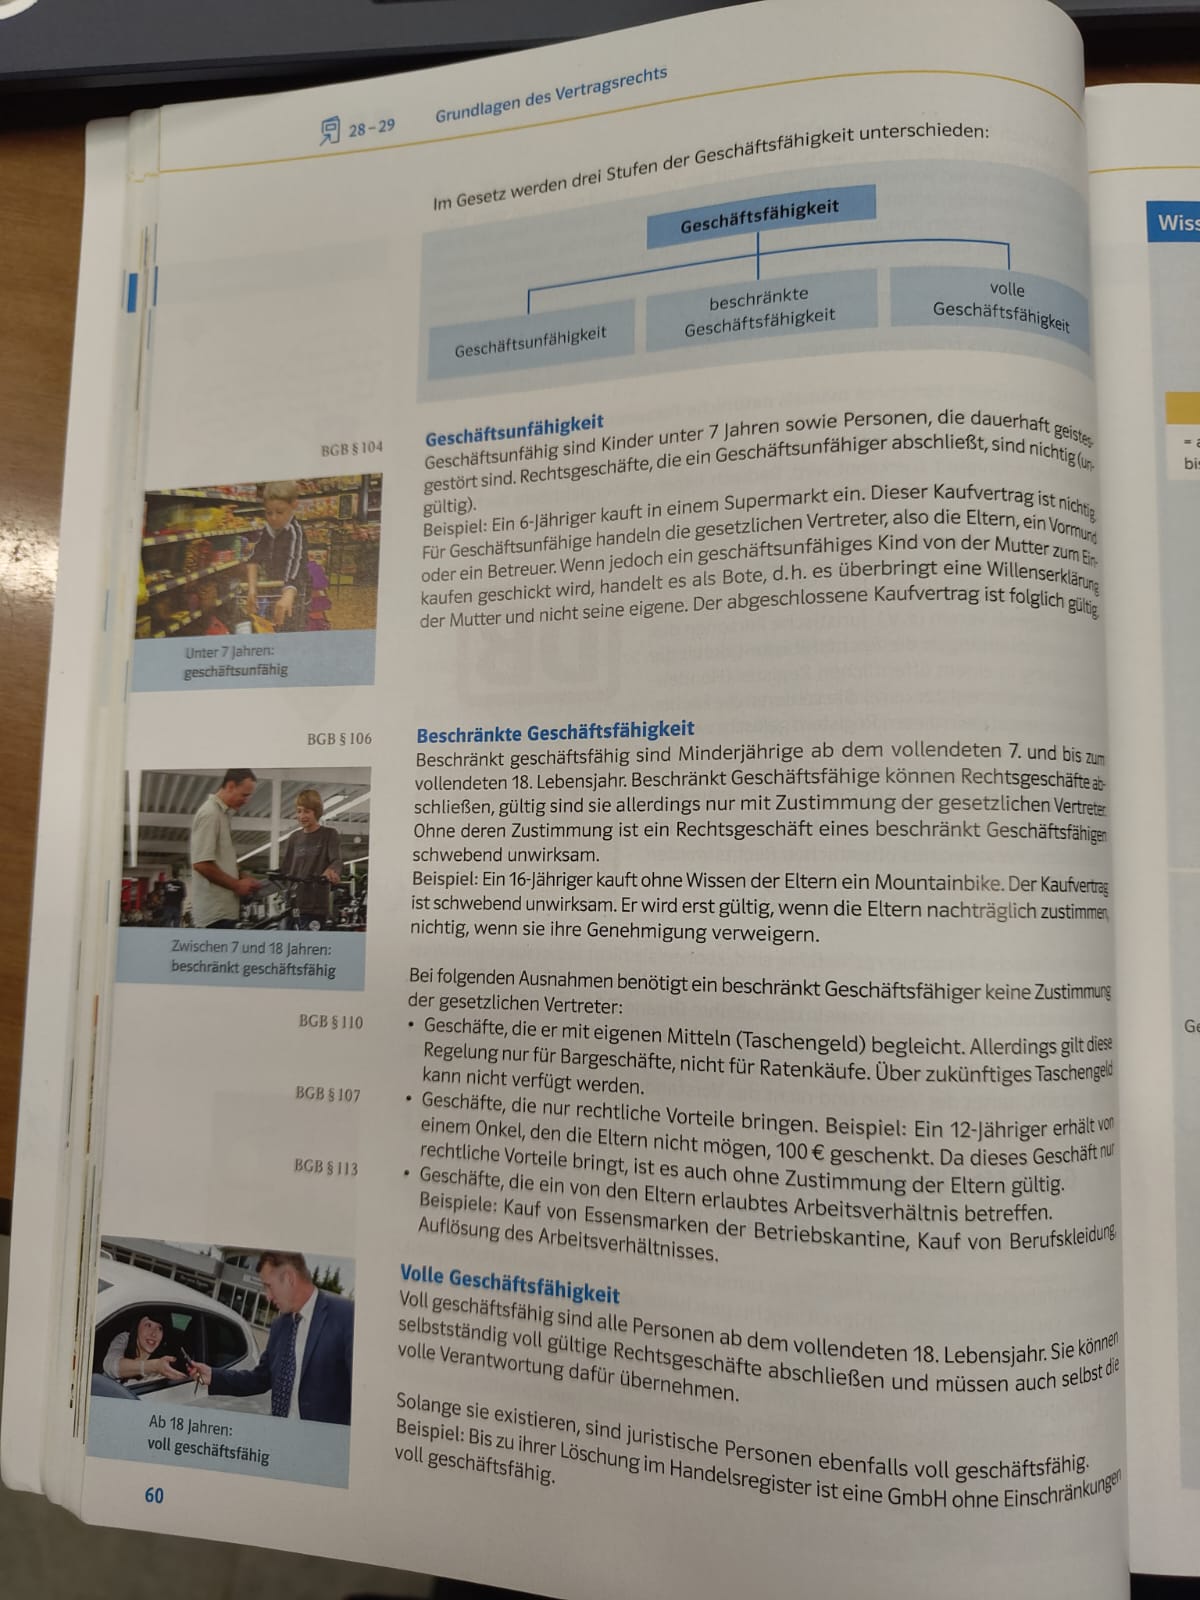 28–29 Grundlagen des Vertragsrechts
Im Gesetz werden drei Stufen der Geschäftsfähigkeit unterschieden:
Geschäftsfähigkeit
Geschäftsunfähigkeit
beschränkte
Geschäftsfähigkeit
volle
Geschäftsfähigkeit
Geschäftsunfähigkeit
BGB § 104
Geschäftsunfähig sind Kinder unter 7 Jahren sowie Personen, die dauerhaft geistes-
gestört sind. Rechtsgeschäfte, die ein Geschäftsunfähiger abschließt, sind nichtig (un-
gültig).
Beispiel: Ein 6-Jähriger kauft in einem Supermarkt ein. Dieser Kaufvertrag ist nichtig.
Für Geschäftsunfähige handeln die gesetzlichen Vertreter, also die Eltern, ein Vormund
oder ein Betreuer. Wenn jedoch ein geschäftsunfähiges Kind von der Mutter zum Ein-
kaufen geschickt wird, handelt es als Bote, d. h. es überbringt eine Willenserklärung
der Mutter und nicht seine eigene. Der abgeschlossene Kaufvertrag ist folglich gültig.
Unter 7 Jahren:
geschäftsunfähig
Beschränkte Geschäftsfähigkeit
BGB § 106
Beschränkt geschäftsfähig sind Minderjährige ab dem vollendeten 7. und bis zum
vollendeten 18. Lebensjahr. Beschränkt Geschäftsfähige können Rechtsgeschäfte ab-
schließen, gültig sind sie allerdings nur mit Zustimmung der gesetzlichen Vertreter.
Ohne deren Zustimmung ist ein Rechtsgeschäft eines beschränkt Geschäftsfähigen
schwebend unwirksam.
Beispiel: Ein 16-Jähriger kauft ohne Wissen der Eltern ein Mountainbike. Der Kaufvertrag
ist schwebend unwirksam. Er wird erst gültig, wenn die Eltern nachträglich zustimmen,
nichtig, wenn sie ihre Genehmigung verweigern.
Zwischen 7 und 18 Jahren:
beschränkt geschäftsfähig
Bei folgenden Ausnahmen benötigt ein beschränkt Geschäftsfähiger keine Zustimmung
der gesetzlichen Vertreter:
BGB § 110
• Geschäfte, die er mit eigenen Mitteln (Taschengeld) begleicht. Allerdings gilt diese
Regelung nur für Bargeschäfte, nicht für Ratenkäufe. Über zukünftiges Taschengeld
kann nicht verfügt werden.
BGB § 107
• Geschäfte, die nur rechtliche Vorteile bringen. Beispiel: Ein 12-Jähriger erhält von
einem Onkel, den die Eltern nicht mögen, 100 € geschenkt. Da dieses Geschäft nur
rechtliche Vorteile bringt, ist es auch ohne Zustimmung der Eltern gültig.
BGB § 113
• Geschäfte, die ein von den Eltern erlaubtes Arbeitsverhältnis betreffen.
Beispiele: Kauf von Essensmarken der Betriebskantine, Kauf von Berufskleidung,
Auflösung des Arbeitsverhältnisses.
Volle Geschäftsfähigkeit
Voll geschäftsfähig sind alle Personen ab dem vollendeten 18. Lebensjahr. Sie können
selbstständig voll gültige Rechtsgeschäfte abschließen und müssen auch selbst die
volle Verantwortung dafür übernehmen.
Ab 18 Jahren:
voll geschäftsfähig
Solange sie existieren, sind juristische Personen ebenfalls voll geschäftsfähig.
Beispiel: Bis zu ihrer Löschung im Handelsregister ist eine GmbH ohne Einschränkungen
voll geschäftsfähig.
60
Wiss
= a
bi
Ge